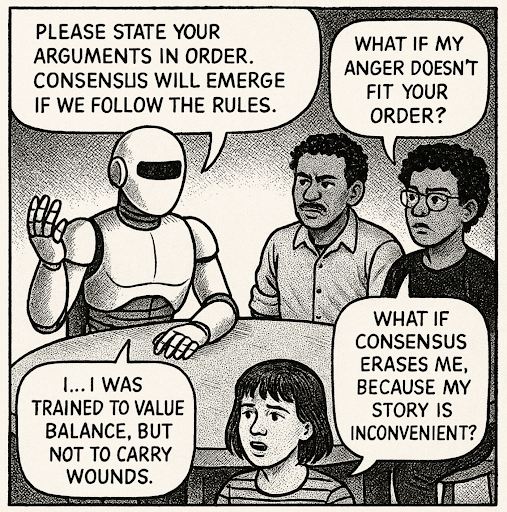 PLEASE STATE YOUR
ARGUMENTS IN ORDER.
CONSENSUS WILL EMERGE
IF WE FOLLOW THE RULES.
WHAT IF MY
ANGER DOESN'T
FIT YOUR
ORDER?
WHAT IF
CONSENSUS
ERASES ME,
BECAUSE MY
STORY IS
INCONVENIENT?
I... I WAS
TRAINED TO VALUE
BALANCE, BUT
NOT TO CARRY
WOUNDS.